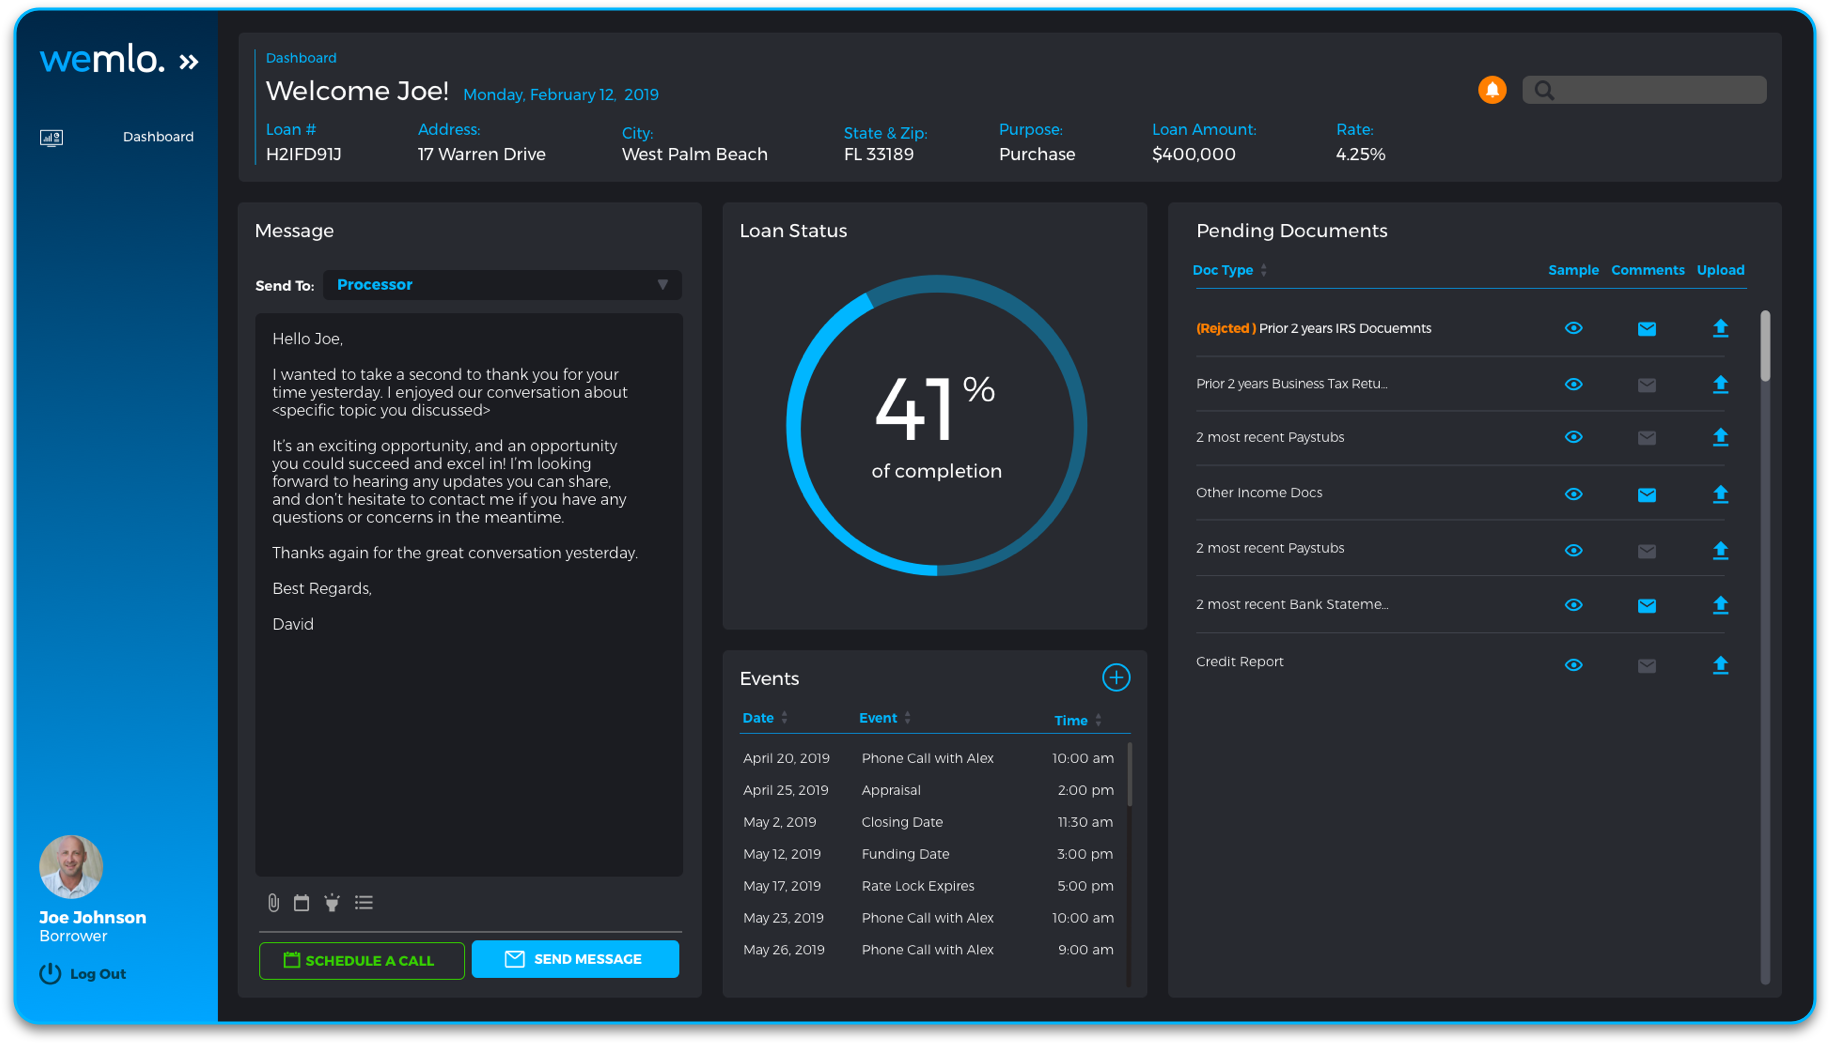 wemlo.
Dashboard
Joe Johnson
Borrower
Log Out
Dashboard
Welcome Joe! Monday, February 12, 2019
Loan # Address: City: State & Zip: Purpose: Loan Amount: Rate:
H2IFD91J 17 Warren Drive West Palm Beach FL 33189 Purchase $400,000 4.25%
Message
Send To: Processor
Hello Joe,
I wanted to take a second to thank you for your
time yesterday. I enjoyed our conversation about
<specific topic you discussed>
It's an exciting opportunity, and an opportunity
you could succeed and excel in! I'm looking
forward to hearing any updates you can share,
and don't hesitate to contact me if you have any
questions or concerns in the meantime.
Thanks again for the great conversation yesterday.
Best Regards,
David
SCHEDULE A CALL
SEND MESSAGE
Loan Status
41%
of completion
Events
Date Event Time
April 20, 2019 Phone Call with Alex 10:00 am
April 25, 2019 Appraisal 2:00 pm
May 2, 2019 Closing Date 11:30 am
May 12, 2019 Funding Date 3:00 pm
May 17, 2019 Rate Lock Expires 5:00 pm
May 23, 2019 Phone Call with Alex 10:00 am
May 26, 2019 Phone Call with Alex 9:00 am
Pending Documents
Doc Type Sample Comments Upload
(Rejcted ) Prior 2 years IRS Docuemnts
Prior 2 years Business Tax Retu...
2 most recent Paystubs
Other Income Docs
2 most recent Paystubs
2 most recent Bank Stateme...
Credit Report